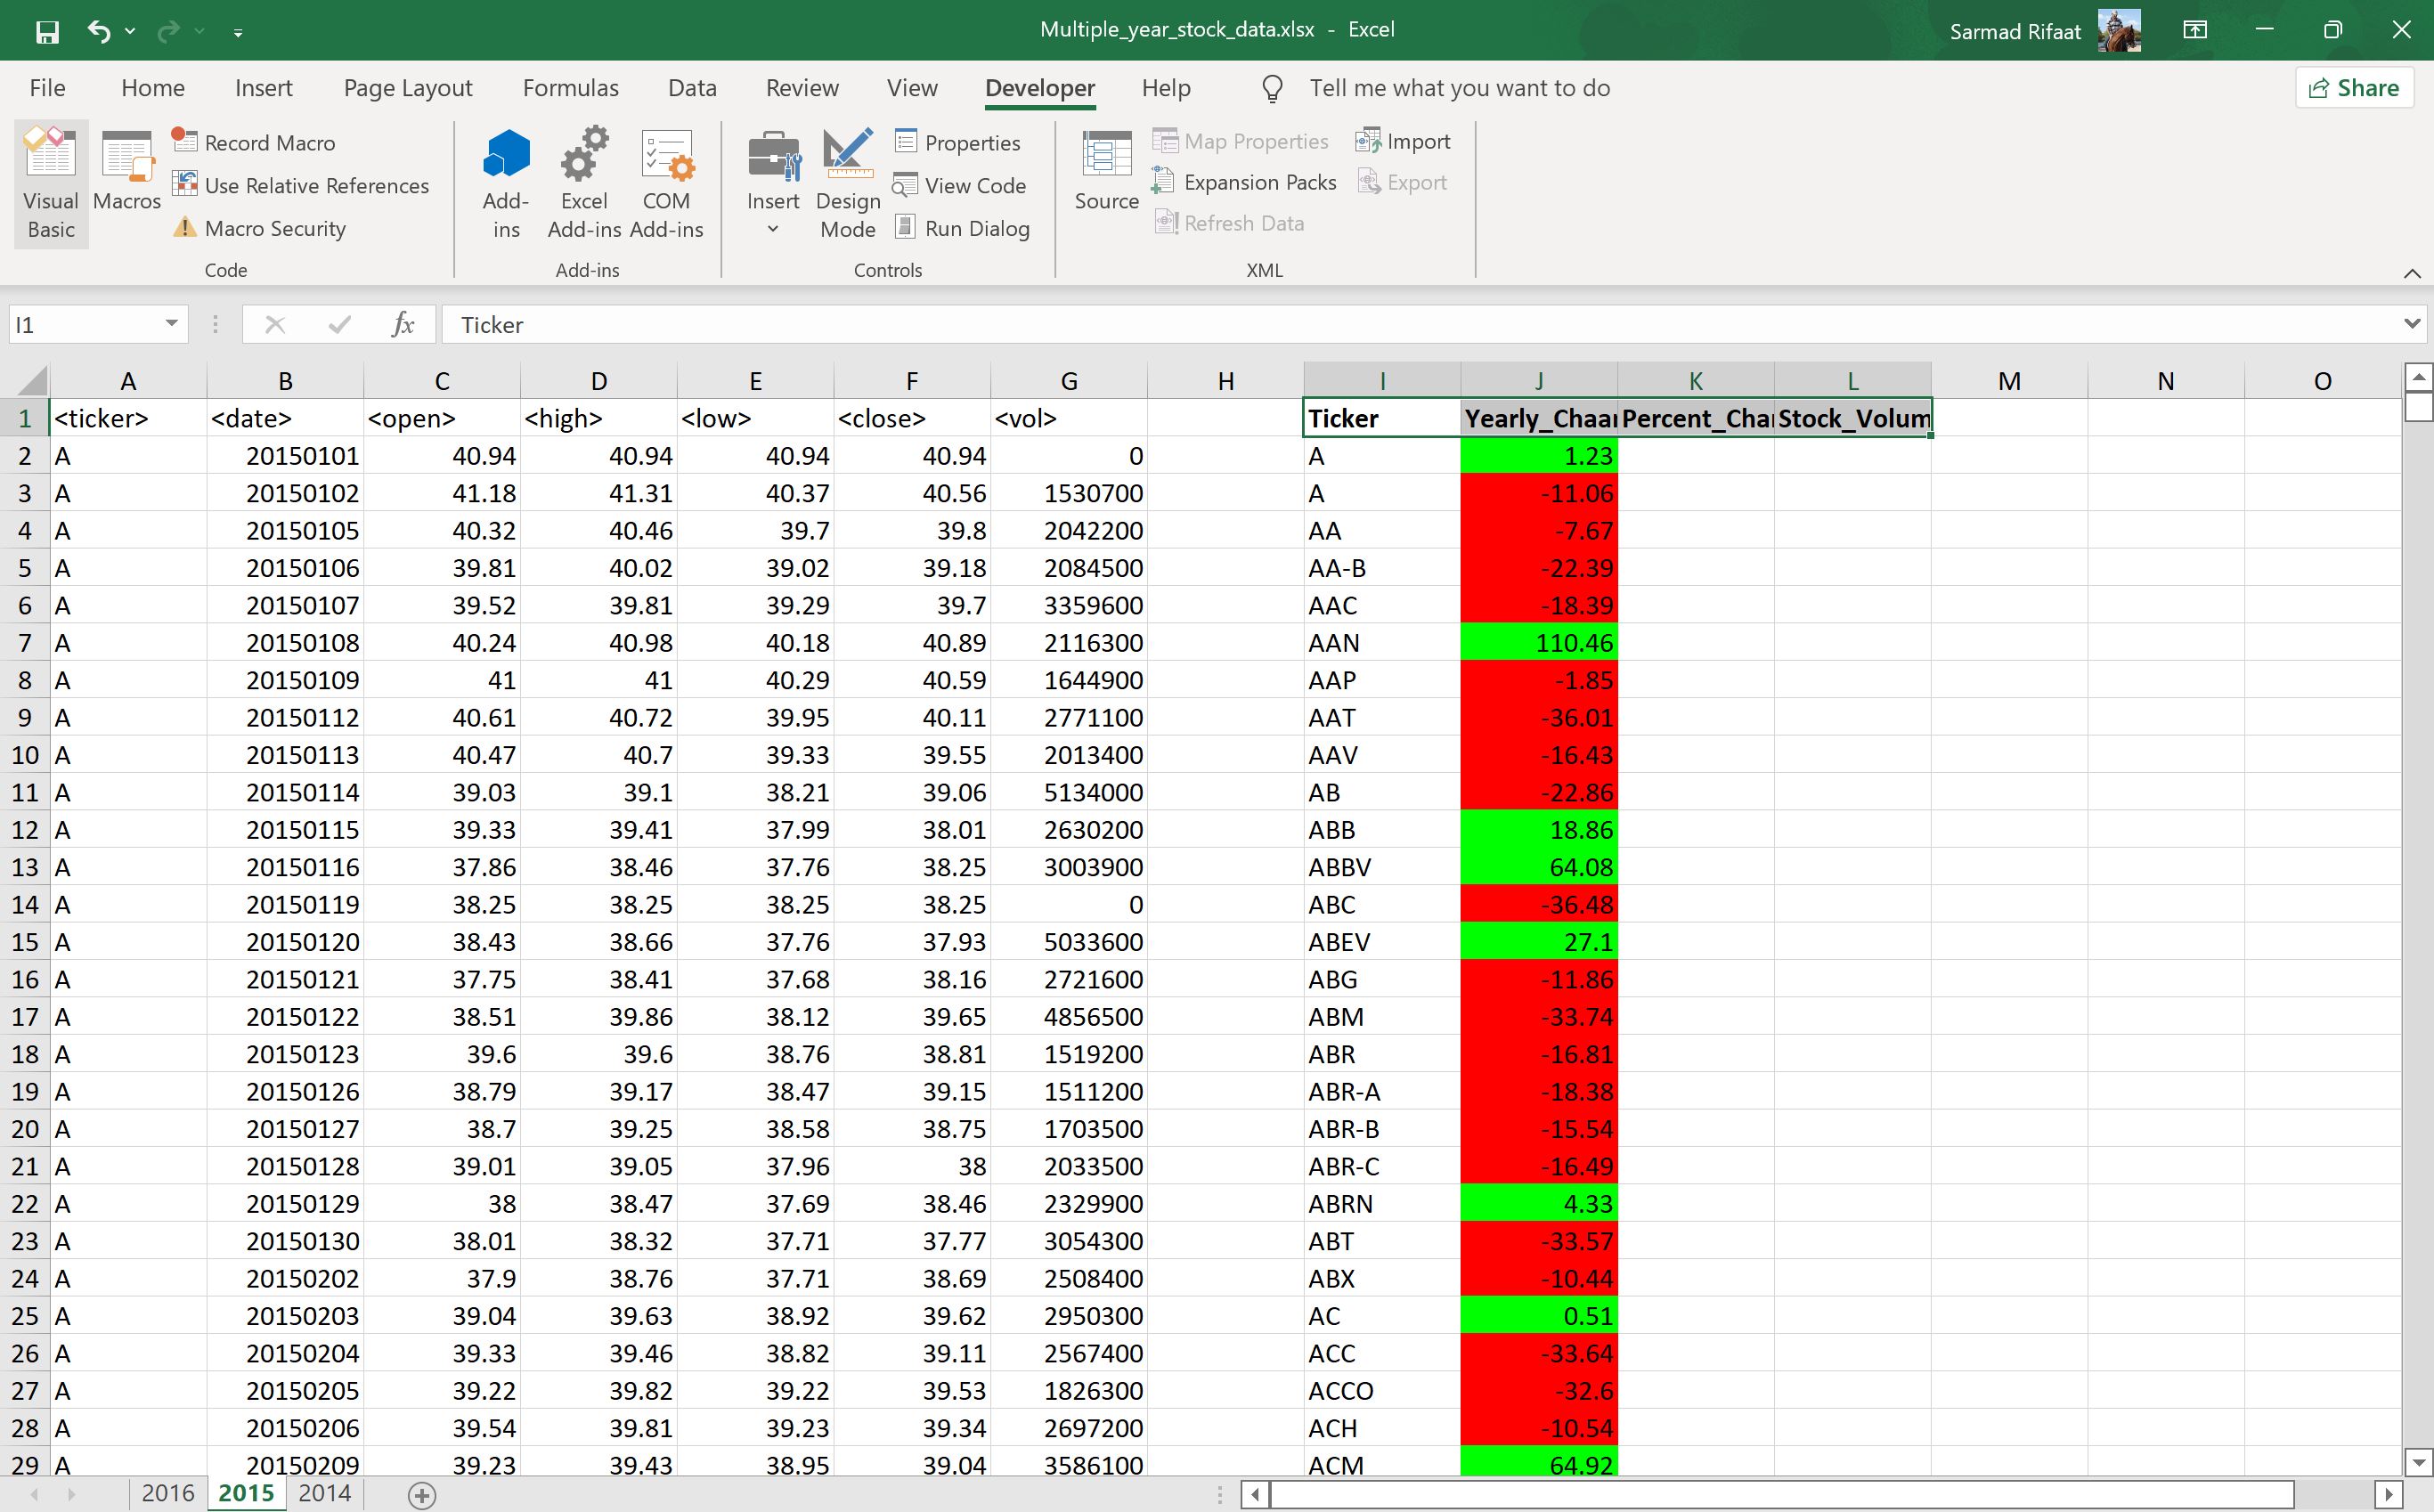 Multiple_year_stock_data.xlsx - Excel
Sarmad Rifaat
File Home Insert Page Layout Formulas Data Review View Developer Help Tell me what you want to do Share
Visual Basic
Macros
Record Macro
Use Relative References
Macro Security
Code
Add-ins
Excel Add-ins
COM Add-ins
Add-ins
Insert
Design Mode
Properties
View Code
Run Dialog
Controls
Source
Map Properties
Expansion Packs
Refresh Data
Import
Export
XML
I1 fx Ticker
A B C D E F G H I J K L M N O
1 <ticker> <date> <open> <high> <low> <close> <vol> Ticker Yearly_Chaa Percent_Cha Stock_Volum
2 A 20150101 40.94 40.94 40.94 40.94 0 A 1.23
3 A 20150102 41.18 41.31 40.37 40.56 1530700 A -11.06
4 A 20150105 40.32 40.46 39.7 39.8 2042200 AA -7.67
5 A 20150106 39.81 40.02 39.02 39.18 2084500 AA-B -22.39
6 A 20150107 39.52 39.81 39.29 39.7 3359600 AAC -18.39
7 A 20150108 40.24 40.98 40.18 40.89 2116300 AAN 110.46
8 A 20150109 41 41 40.29 40.59 1644900 AAP -1.85
9 A 20150112 40.61 40.72 39.95 40.11 2771100 AAT -36.01
10 A 20150113 40.47 40.7 39.33 39.55 2013400 AAV -16.43
11 A 20150114 39.03 39.1 38.21 39.06 5134000 AB -22.86
12 A 20150115 39.33 39.41 37.99 38.01 2630200 ABB 18.86
13 A 20150116 37.86 38.46 37.76 38.25 3003900 ABBV 64.08
14 A 20150119 38.25 38.25 38.25 38.25 0 ABC -36.48
15 A 20150120 38.43 38.66 37.76 37.93 5033600 ABEV 27.1
16 A 20150121 37.75 38.41 37.68 38.16 2721600 ABG -11.86
17 A 20150122 38.51 39.86 38.12 39.65 4856500 ABM -33.74
18 A 20150123 39.6 39.6 38.76 38.81 1519200 ABR -16.81
19 A 20150126 38.79 39.17 38.47 39.15 1511200 ABR-A -18.38
20 A 20150127 38.7 39.25 38.58 38.75 1703500 ABR-B -15.54
21 A 20150128 39.01 39.05 37.96 38 2033500 ABR-C -16.49
22 A 20150129 38 38.47 37.69 38.46 2329900 ABRN 4.33
23 A 20150130 38.01 38.32 37.71 37.77 3054300 ABT -33.57
24 A 20150202 37.9 38.76 37.71 38.69 2508400 ABX -10.44
25 A 20150203 39.04 39.63 38.92 39.62 2950300 AC 0.51
26 A 20150204 39.33 39.46 38.82 39.11 2567400 ACC -33.64
27 A 20150205 39.22 39.82 39.22 39.53 1826300 ACCO -32.6
28 A 20150206 39.54 39.81 39.23 39.34 2697200 ACH -10.54
29 A 20150209 39.23 39.43 38.95 39.04 3586100 ACM 64.92
2016 2015 2014